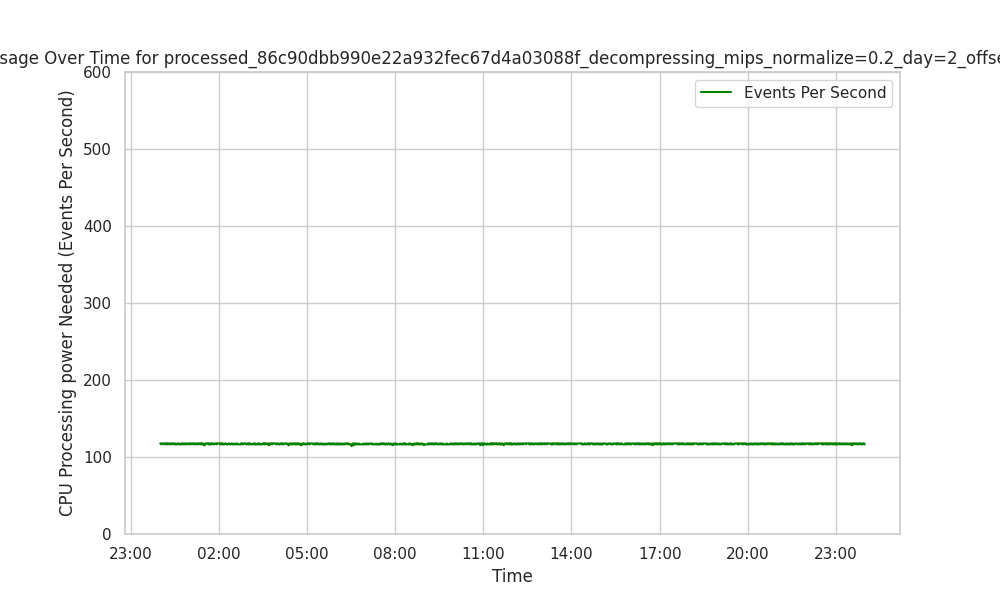 sage Over Time for processed_86c90dbb990e22a932fec67d4a03088f_decompressing_mips_normalize=0.2_day=2_offse
Events Per Second
CPU Processing power Needed (Events Per Second)
600
500
400
300
200
100
0
23:00 02:00 05:00 08:00 11:00 14:00 17:00 20:00 23:00
Time